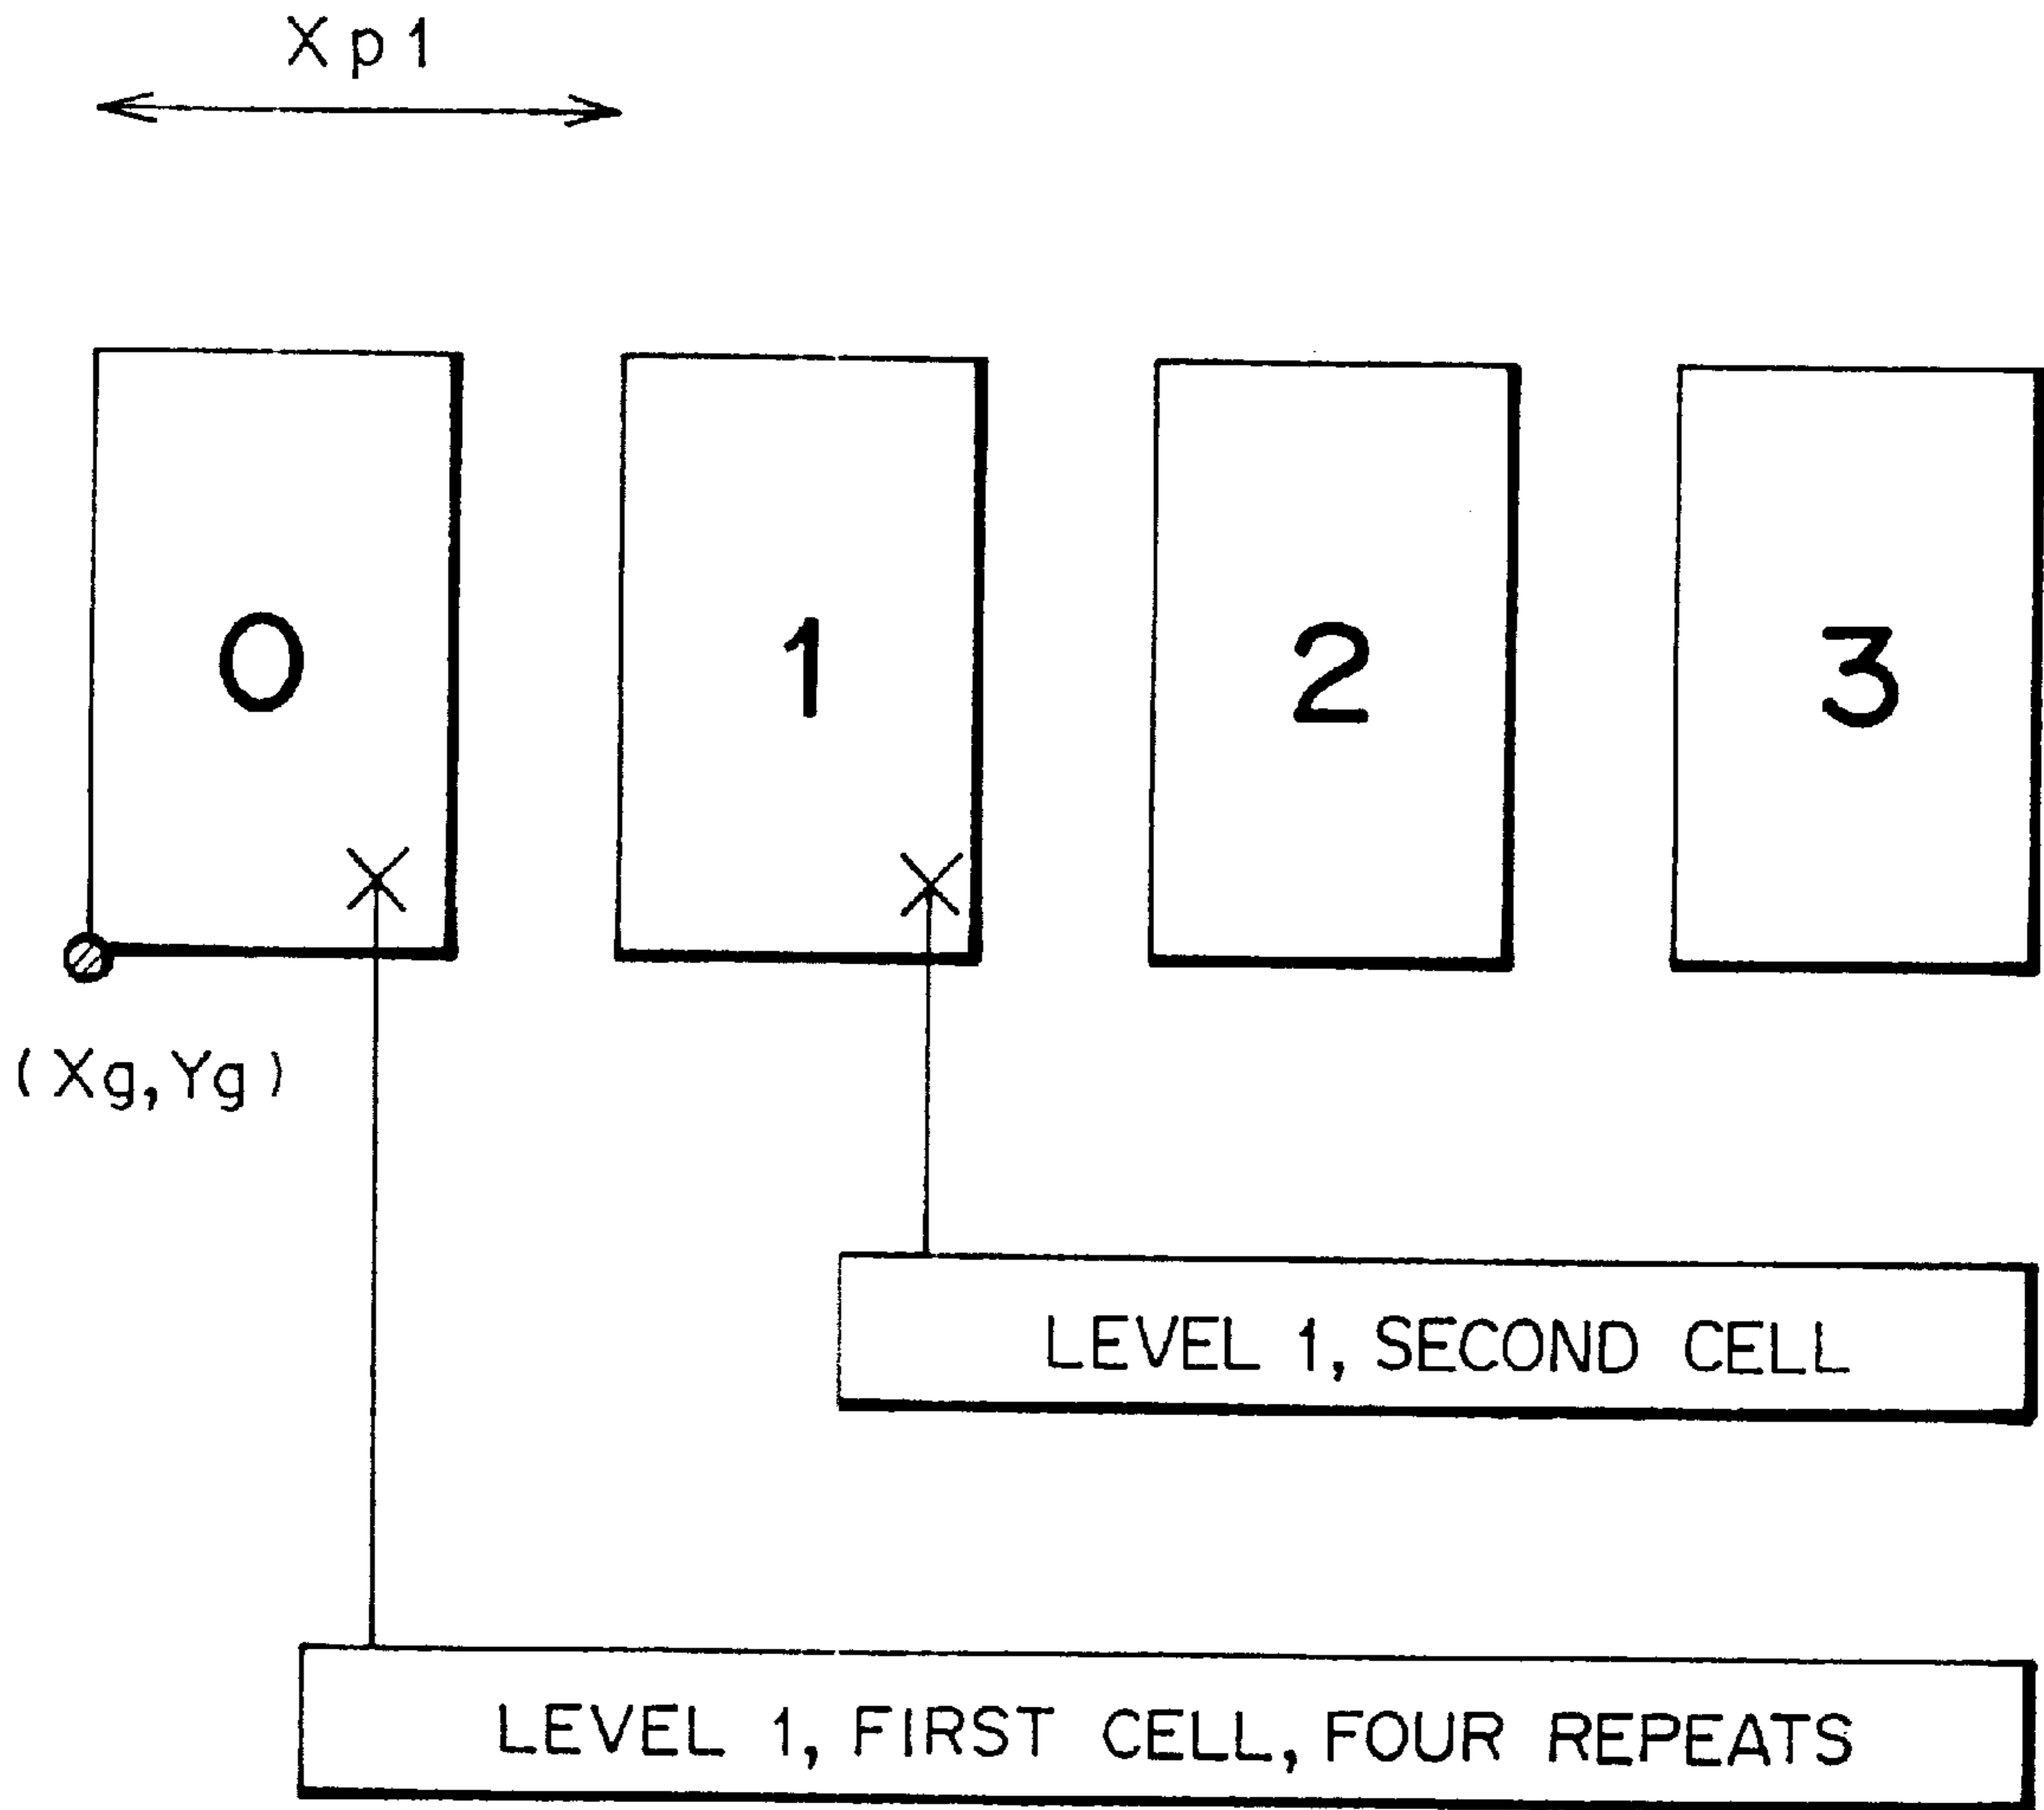 Xp1
0 1 2 3
(Xg,Yg)
LEVEL 1, SECOND CELL
LEVEL 1, FIRST CELL, FOUR REPEATS